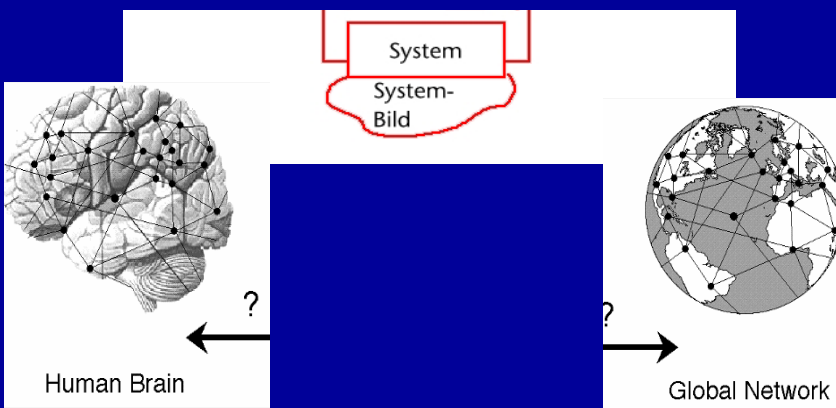 System
System-
Bild
?
?
Human Brain
Global Network